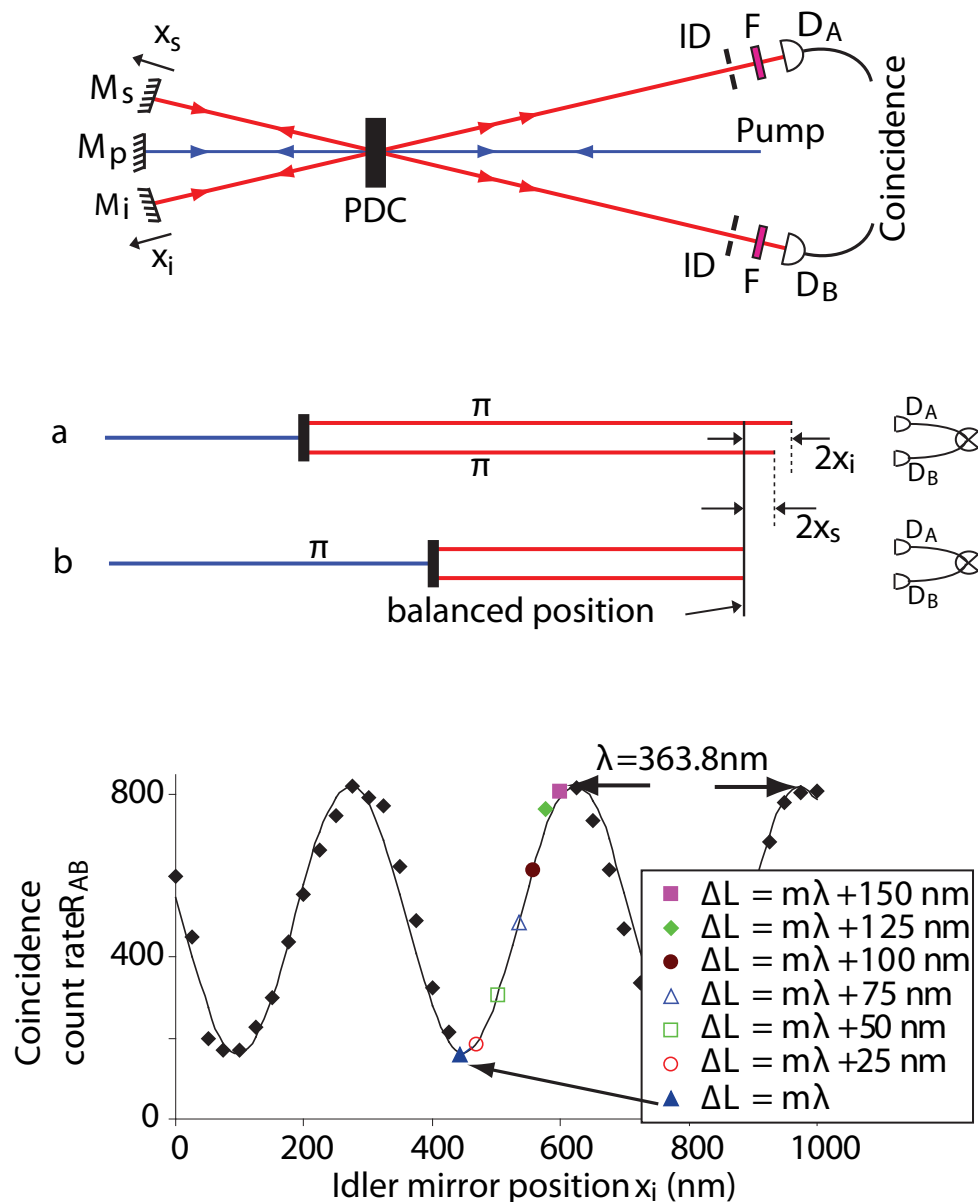 xs
Ms
Mp
Mi
xi
PDC
ID
F
DA
Pump
Coincidence
ID
F
DB
a
π
π
2xi
DA
DB
2xs
b
π
balanced position
DA
DB
λ=363.8nm
800
400
0
Coincidence
count rateRAB
ΔL = mλ+150 nm
ΔL = mλ+125 nm
ΔL = mλ+100 nm
ΔL = mλ+75 nm
ΔL = mλ+50 nm
ΔL = mλ+25 nm
ΔL = mλ
0 200 400 600 800 1000
Idler mirror position xi (nm)